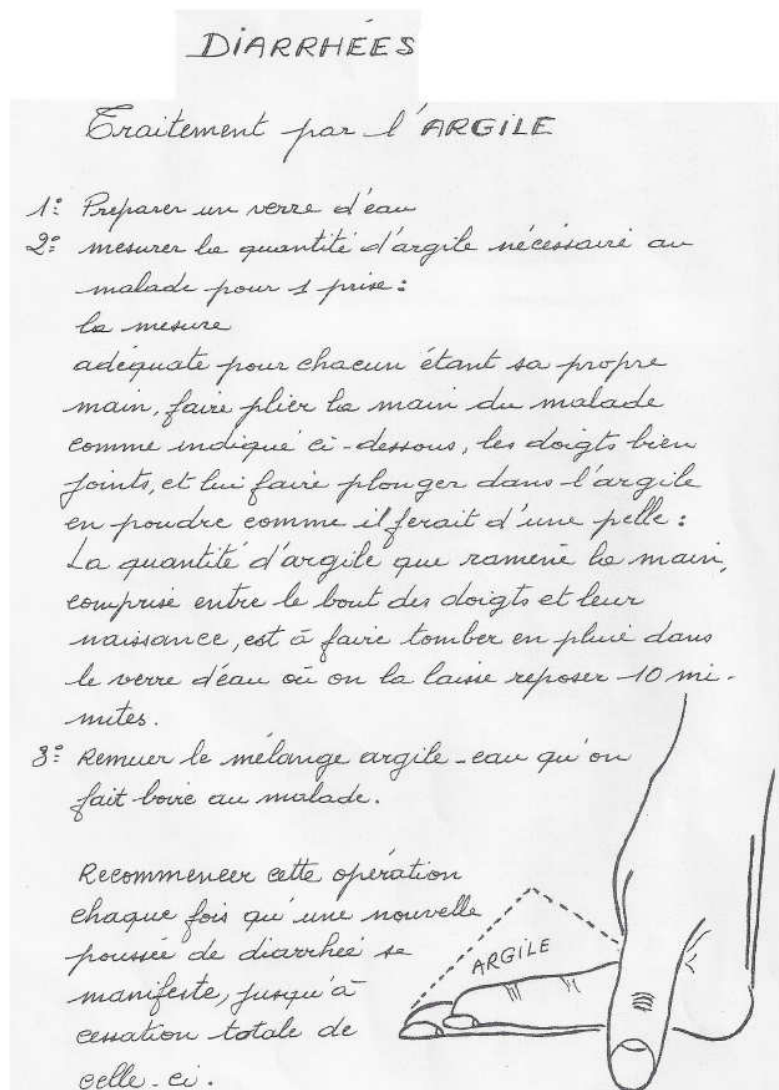 DIARRHÉES
Traitement par l'ARGILE
1º: Préparer un verre d'eau
2º: mesurer la quantité d'argile nécessaire au
malade pour 1 prise :
la mesure
adéquate pour chacun étant sa propre
main, faire plier la main du malade
comme indiqué ci-dessous, les doigts bien
joints, et lui faire plonger dans l'argile
en poudre comme il ferait d'une pelle :
La quantité d'argile que ramène la main,
comprise entre le bout des doigts et leur
naissance, est à faire tomber en pluie dans
le verre d'eau où on la laisse reposer 10 mi-
nutes.
3º: Remuer le mélange argile-eau qu'on
fait boire au malade.
Recommencer cette opération
chaque fois qu'une nouvelle
poussée de diarrhée se
manifeste, jusqu'à
cessation totale de
celle-ci.
ARGILE